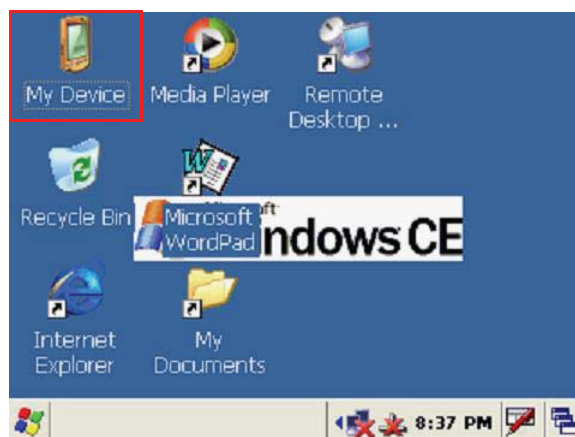 My Device
Media Player
Remote
Desktop ...
Recycle Bin
Microsoft
WordPad
ndows CE
Internet
Explorer
My
Documents
8:37 PM